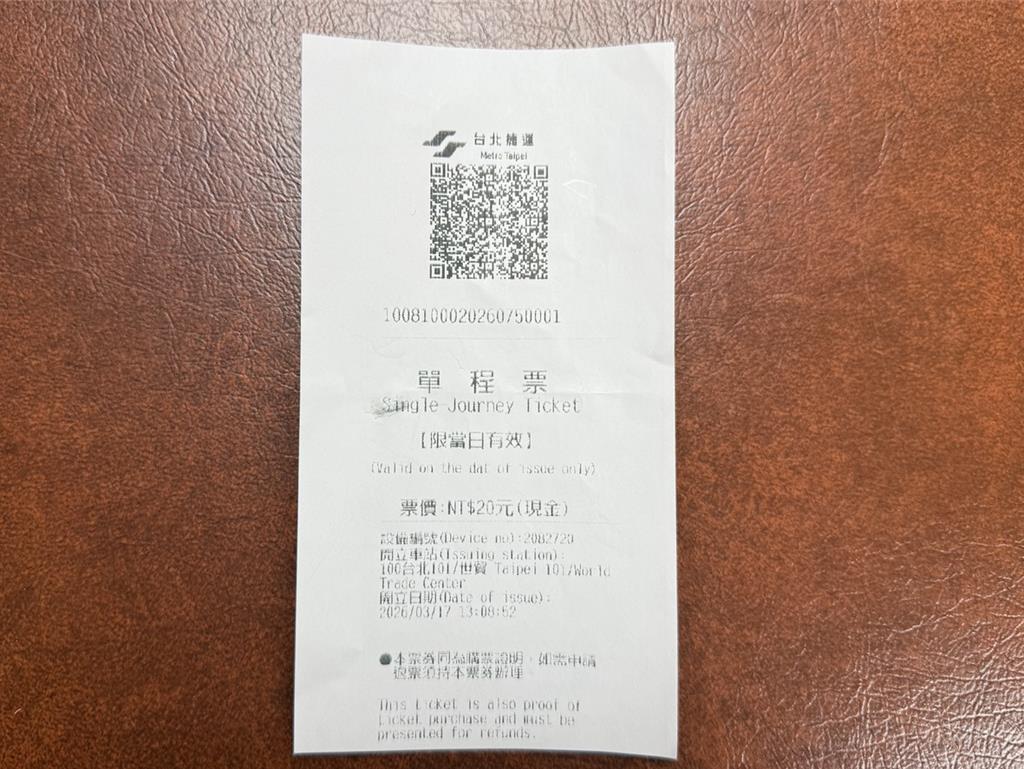 台北捷運
Metro Taipei
1008100020260750001
單 程 票
Single Journey Ticket
【限當日有效】
(Valid on the dat of issue only)
票價:NT$20元(現金)
設備編號(Device no):2082720
開立車站(Issuing station):
100台北101/世貿 Taipei 101/World
Trade Center
開立日期(Date of issue):
2026/03/17 13:08:52
●本票券同為購票證明，如需申請
退票須持本票券辦理
This ticket is also proof of
ticket purchase and must be
presented for refunds.